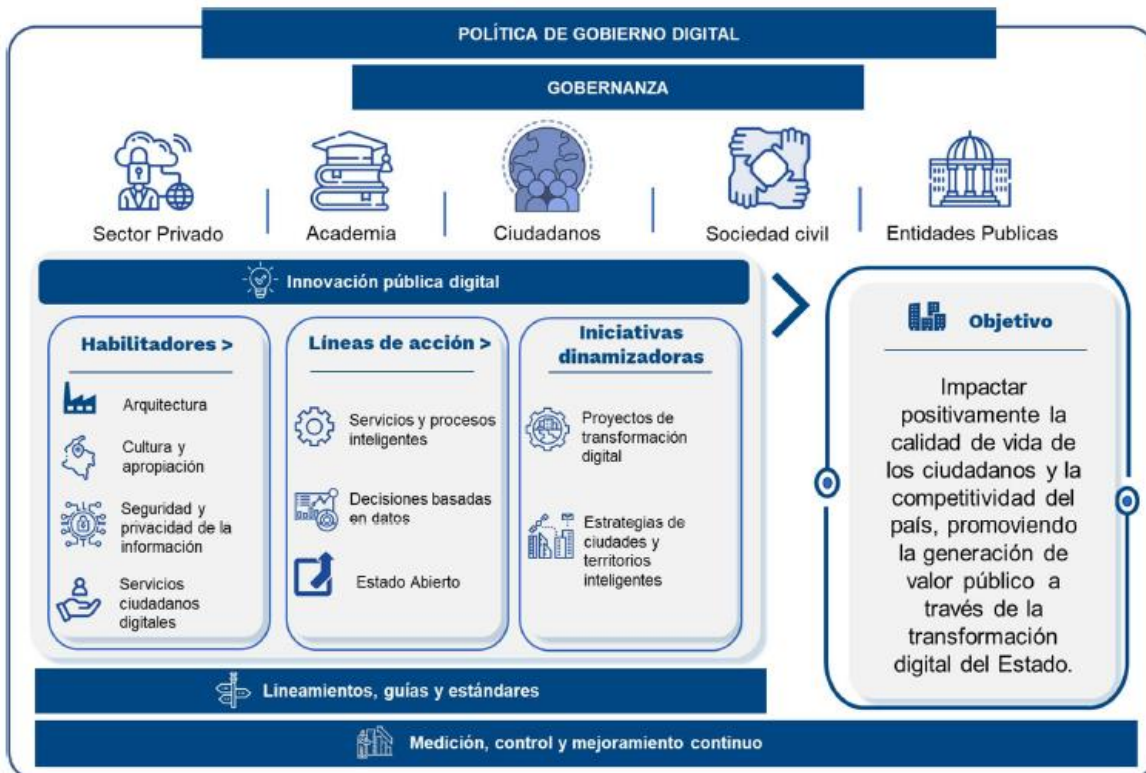 POLÍTICA DE GOBIERNO DIGITAL
GOBERNANZA
Sector Privado
Academia
Ciudadanos
Sociedad civil
Entidades Publicas
Innovación pública digital
Habilitadores >
Arquitectura
Cultura y
apropiación
Seguridad y
privacidad de la
información
Servicios
ciudadanos
digitales
Líneas de acción >
Servicios y procesos
inteligentes
Decisiones basadas
en datos
Estado Abierto
Iniciativas
dinamizadoras
Proyectos de
transformación
digital
Estrategias de
ciudades y
territorios
inteligentes
Objetivo
Impactar
positivamente la
calidad de vida de
los ciudadanos y la
competitividad del
país, promoviendo
la generación de
valor público a
través de la
transformación
digital del Estado.
Lineamientos, guías y estándares
Medición, control y mejoramiento continuo